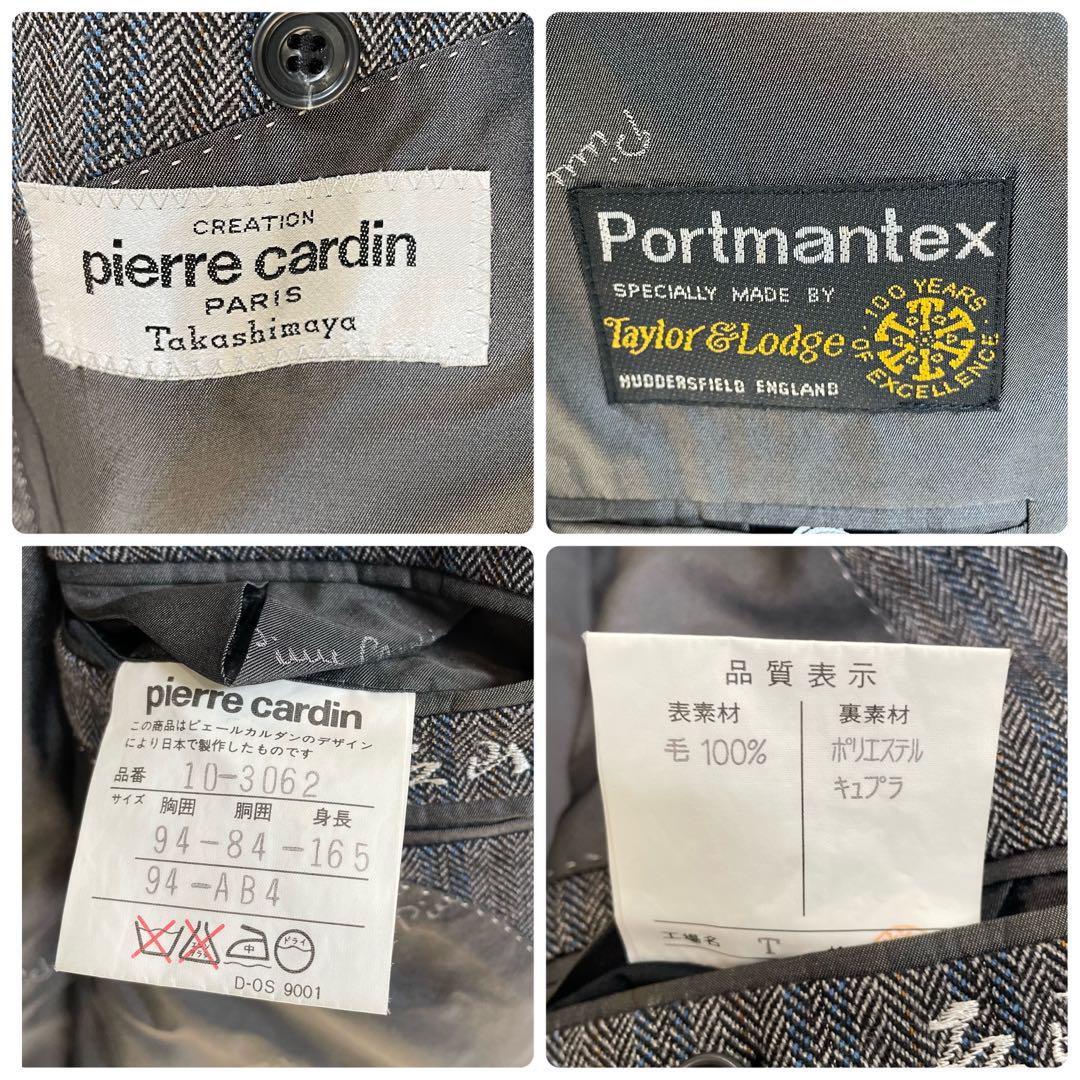 CREATION
pierre cardin
PARIS
Takashimaya
Portmantex
SPECIALLY MADE BY
Taylor & Lodge
HUDDERSFIELD ENGLAND
100 YEARS
OF EXCELLENCE
pierre cardin
この商品はピエールカルダンのデザイン
により日本で製作したものです
品番 10-3062
サイズ 胸囲 胴囲 身長
94-84-165
94-AB4
中 ドライ
D-OS 9001
品質表示
表素材 裏素材
毛 100% ポリエステル
キュプラ
工場名 T